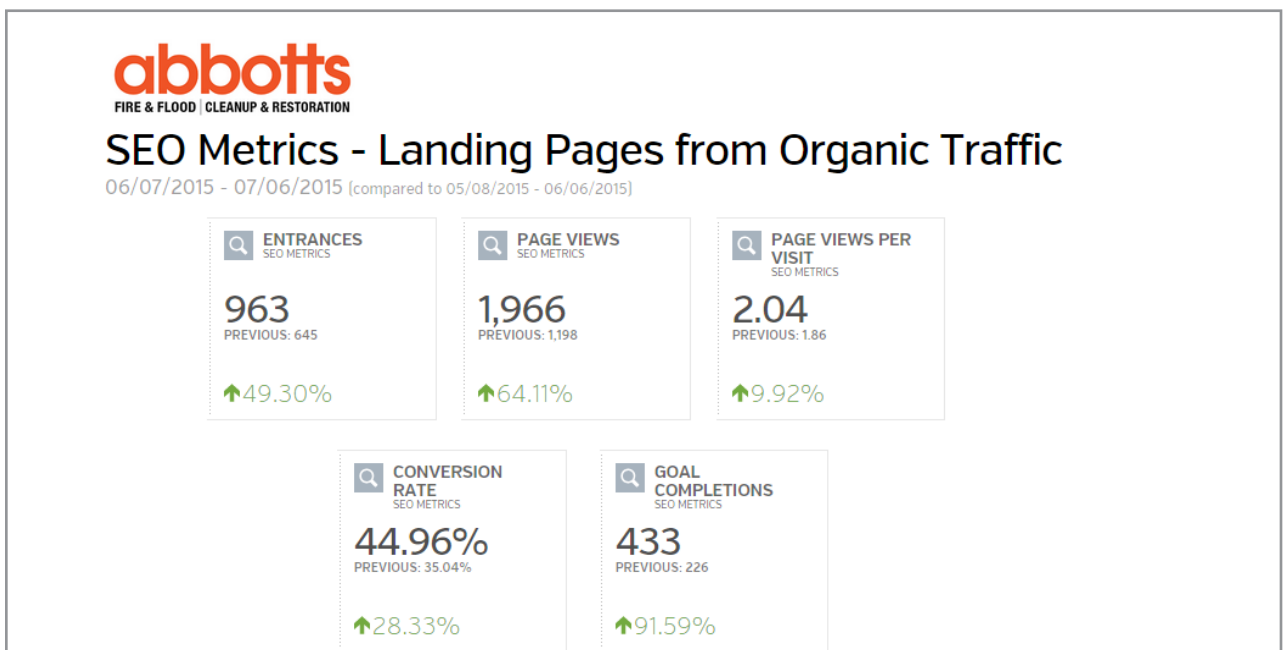 abbotts
FIRE & FLOOD | CLEANUP & RESTORATION
SEO Metrics - Landing Pages from Organic Traffic
06/07/2015 - 07/06/2015 (compared to 05/08/2015 - 06/06/2015)
ENTRANCES
SEO METRICS
963
PREVIOUS: 645
49.30%
PAGE VIEWS
SEO METRICS
1,966
PREVIOUS: 1,198
64.11%
PAGE VIEWS PER
VISIT
SEO METRICS
2.04
PREVIOUS: 1.86
9.92%
CONVERSION
RATE
SEO METRICS
44.96%
PREVIOUS: 35.04%
28.33%
GOAL
COMPLETIONS
SEO METRICS
433
PREVIOUS: 226
91.59%